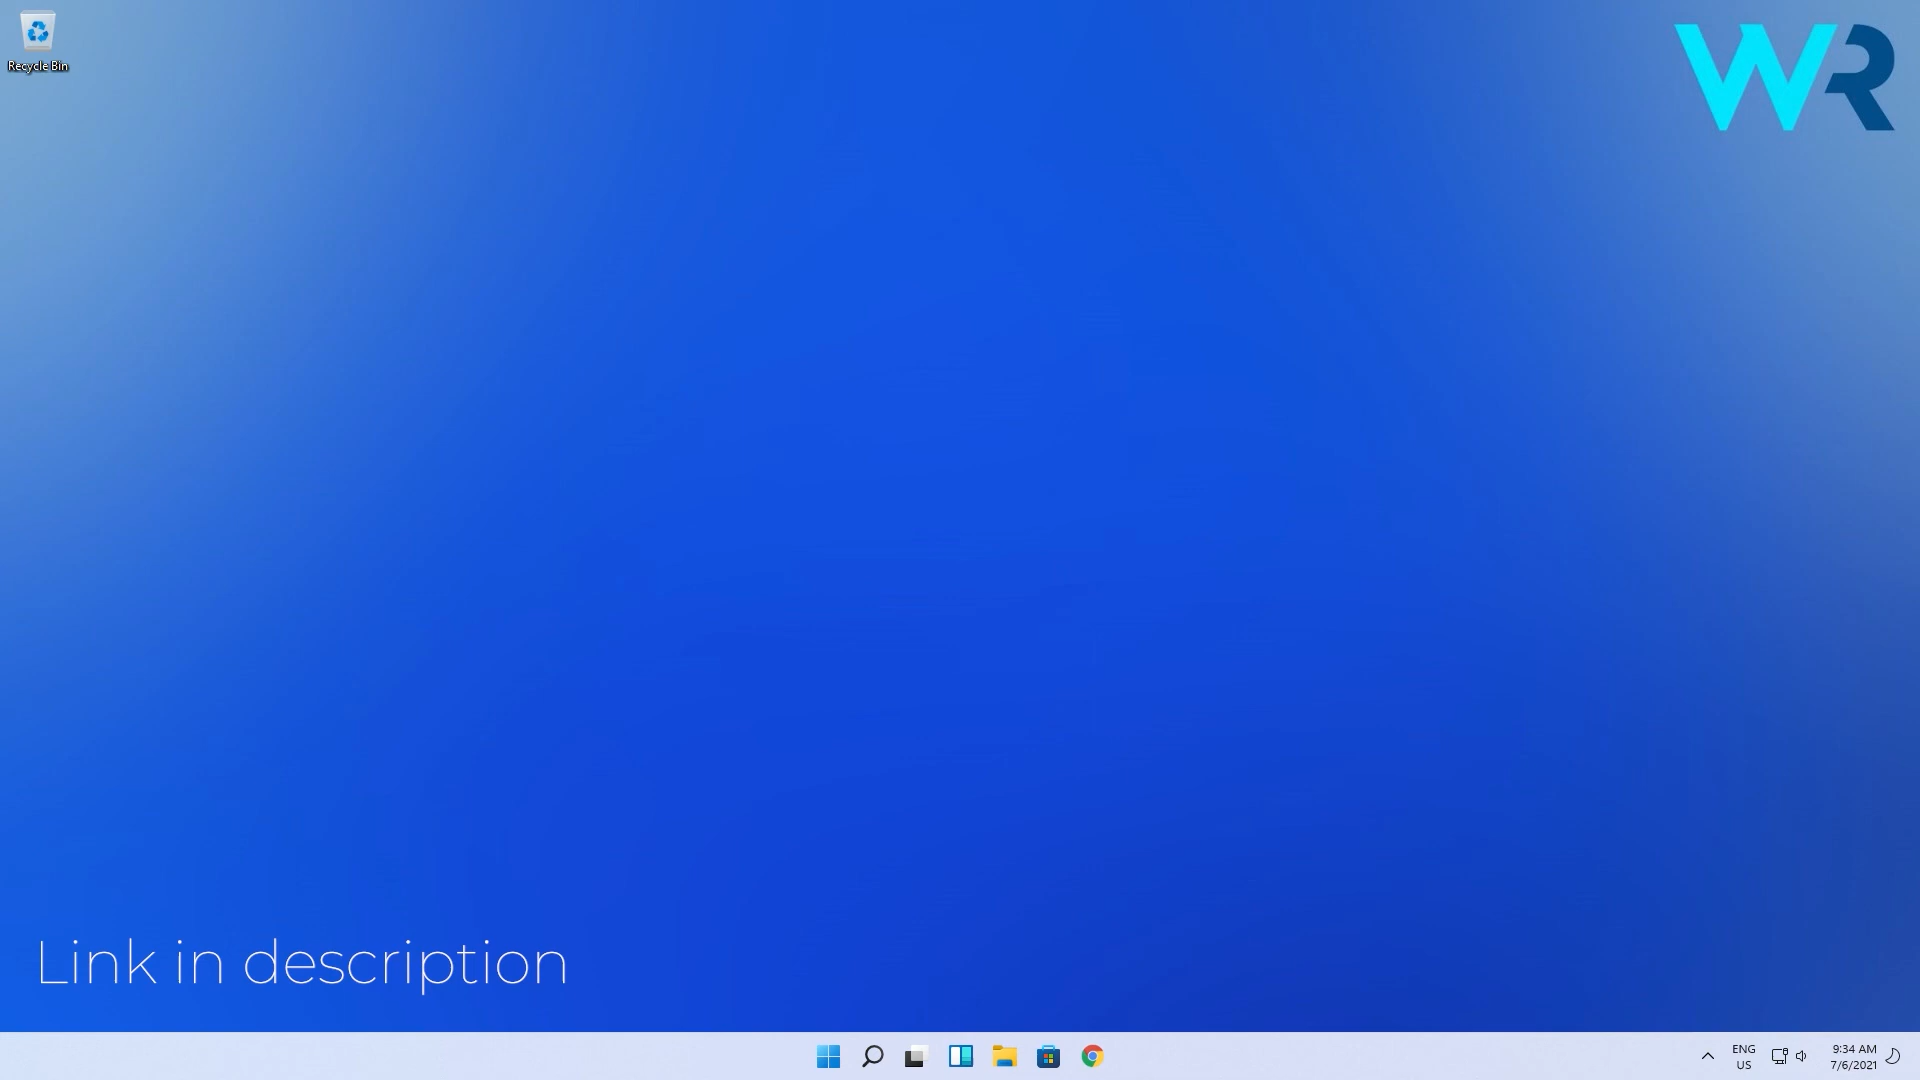 Recycle Bin
WR
Link in description
ENG
US
9:34 AM
7/6/2021